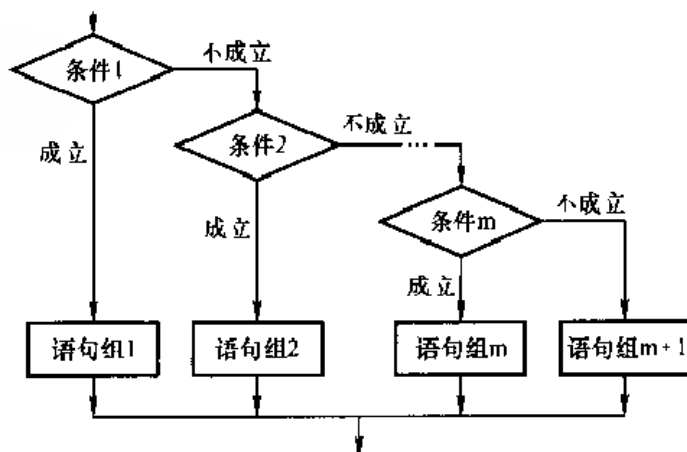 条件1
不成立
条件2
不成立
…
条件m
不成立
成立
成立
成立
语句组1
语句组2
语句组m
语句组m+1